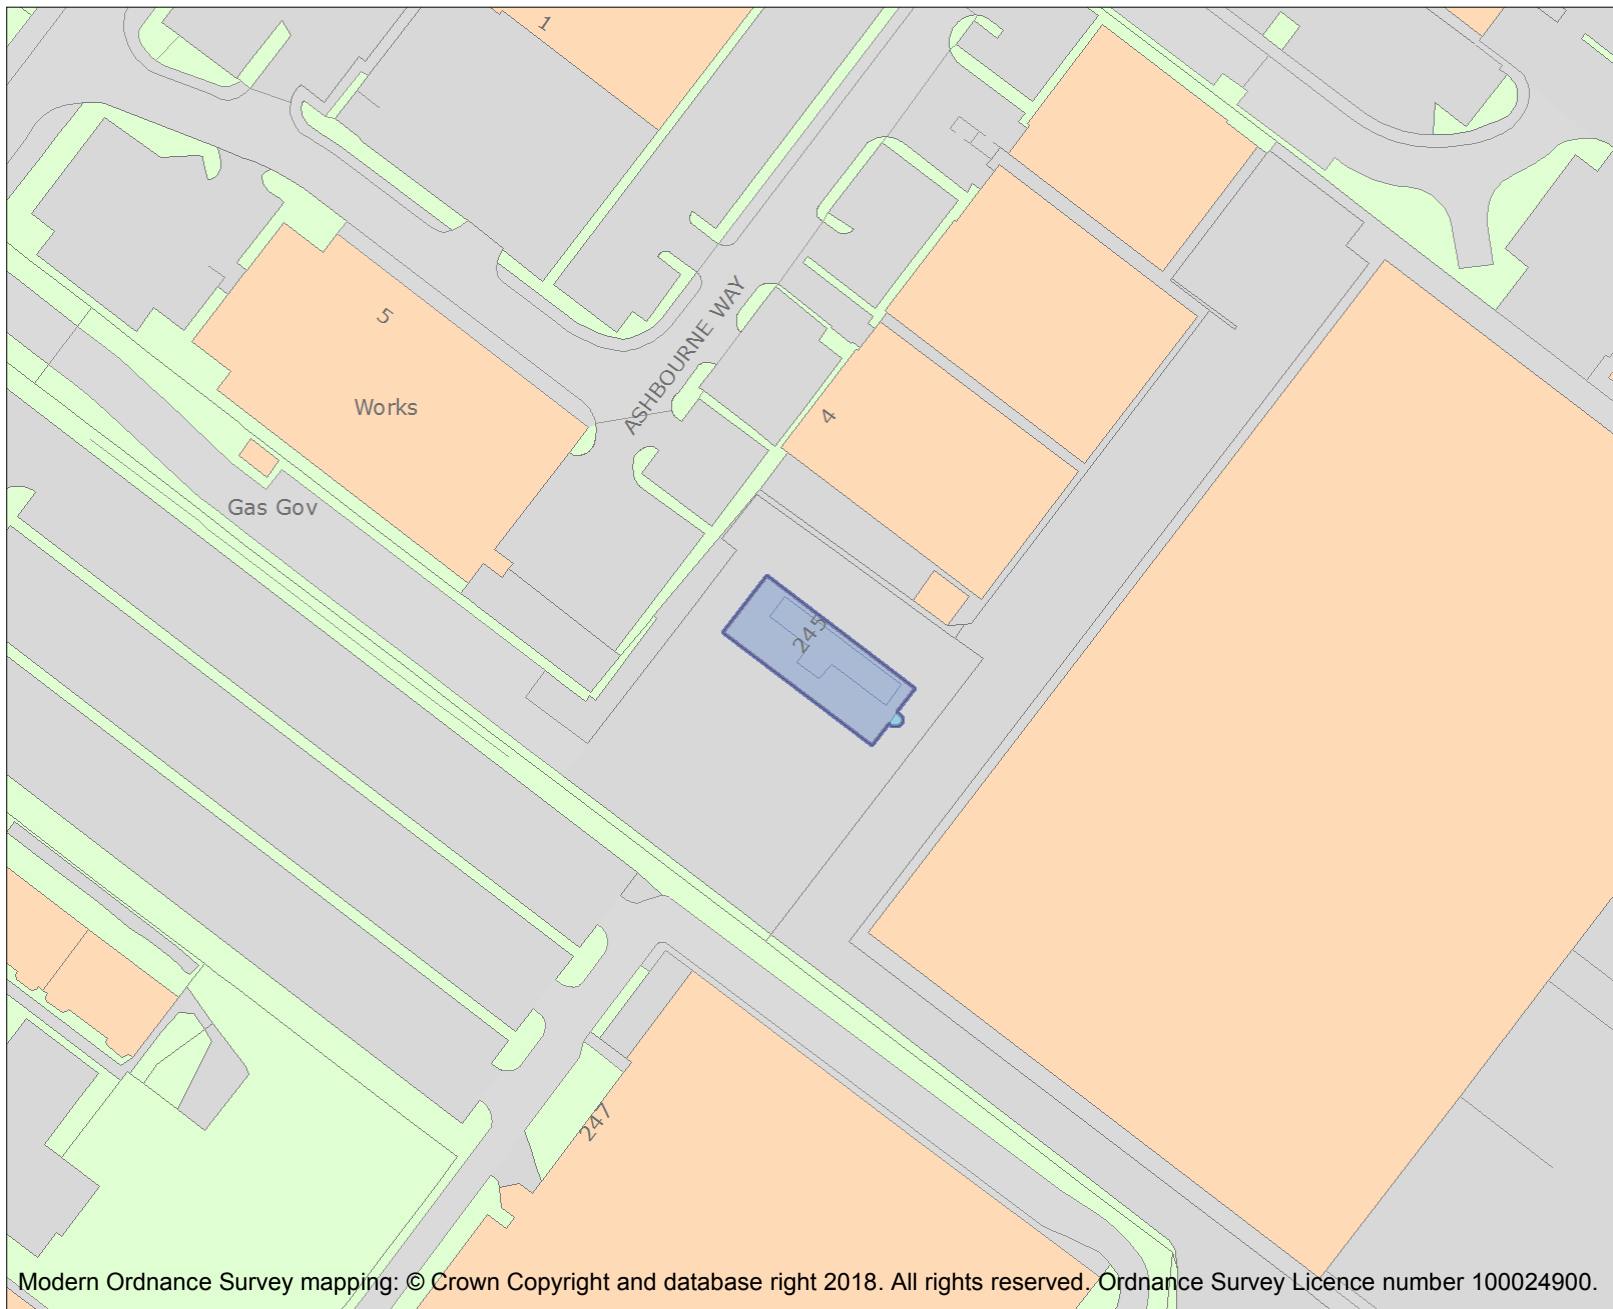 1
5
ASHBOURNE WAY
Works
4
Gas Gov
245
247
Modern Ordnance Survey mapping: © Crown Copyright and database right 2018. All rights reserved. Ordnance Survey Licence number 100024900.